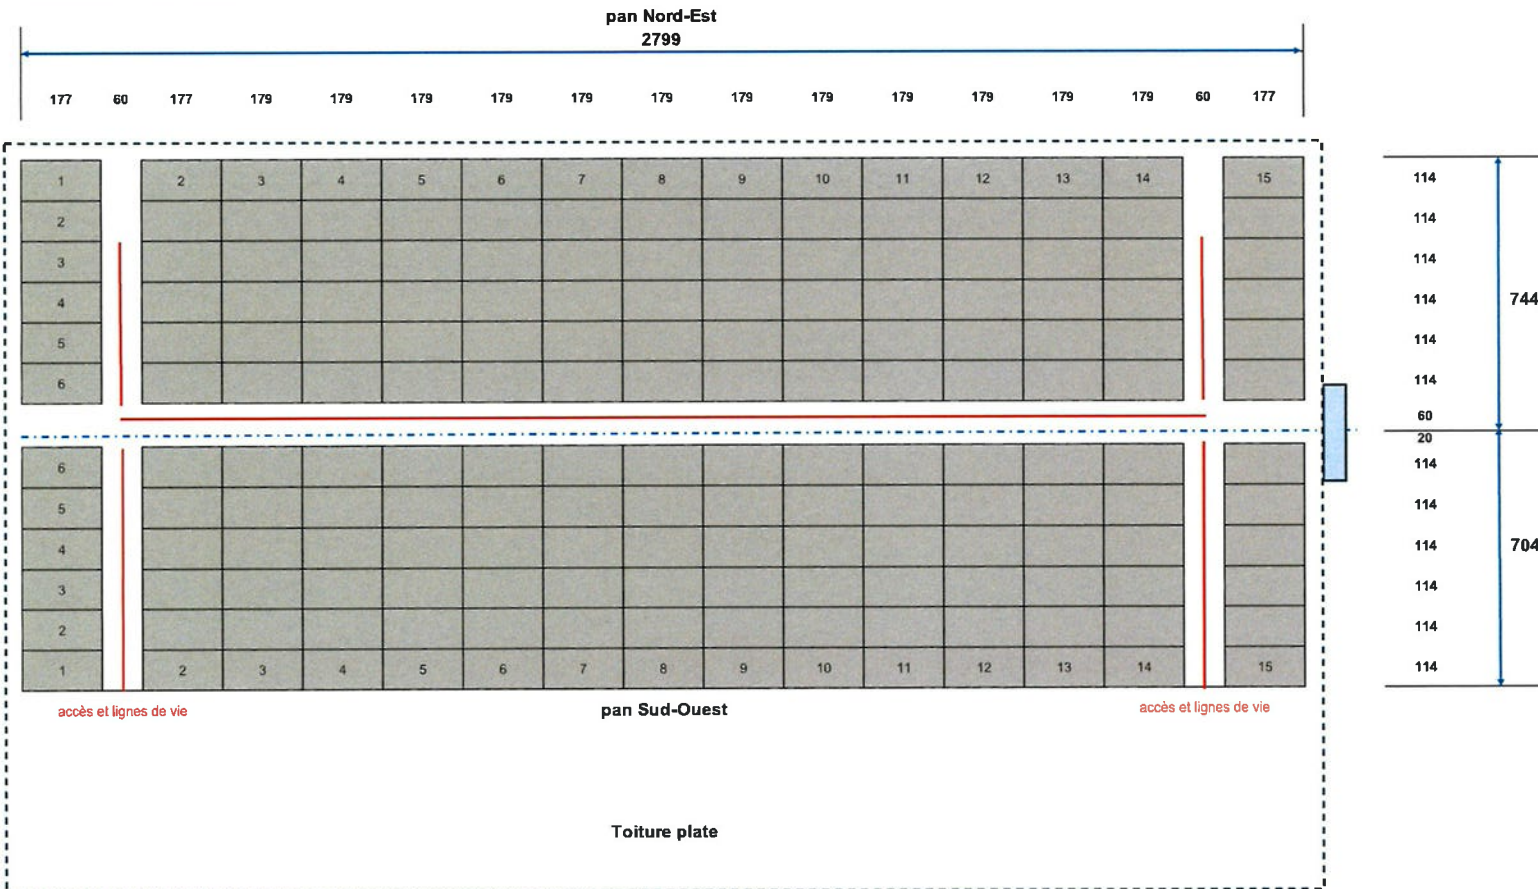 pan Nord-Est
2799
177 60 177 179 179 179 179 179 179 179 179 179 179 179 179 60 177
1 2 3 4 5 6 7 8 9 10 11 12 13 14 15 114
2 114
3 114
4 114 744
5 114
6 114
60
20
6 114
5 114
4 114 704
3 114
2 114
1 2 3 4 5 6 7 8 9 10 11 12 13 14 15 114
accès et lignes de vie pan Sud-Ouest accès et lignes de vie
Toiture plate